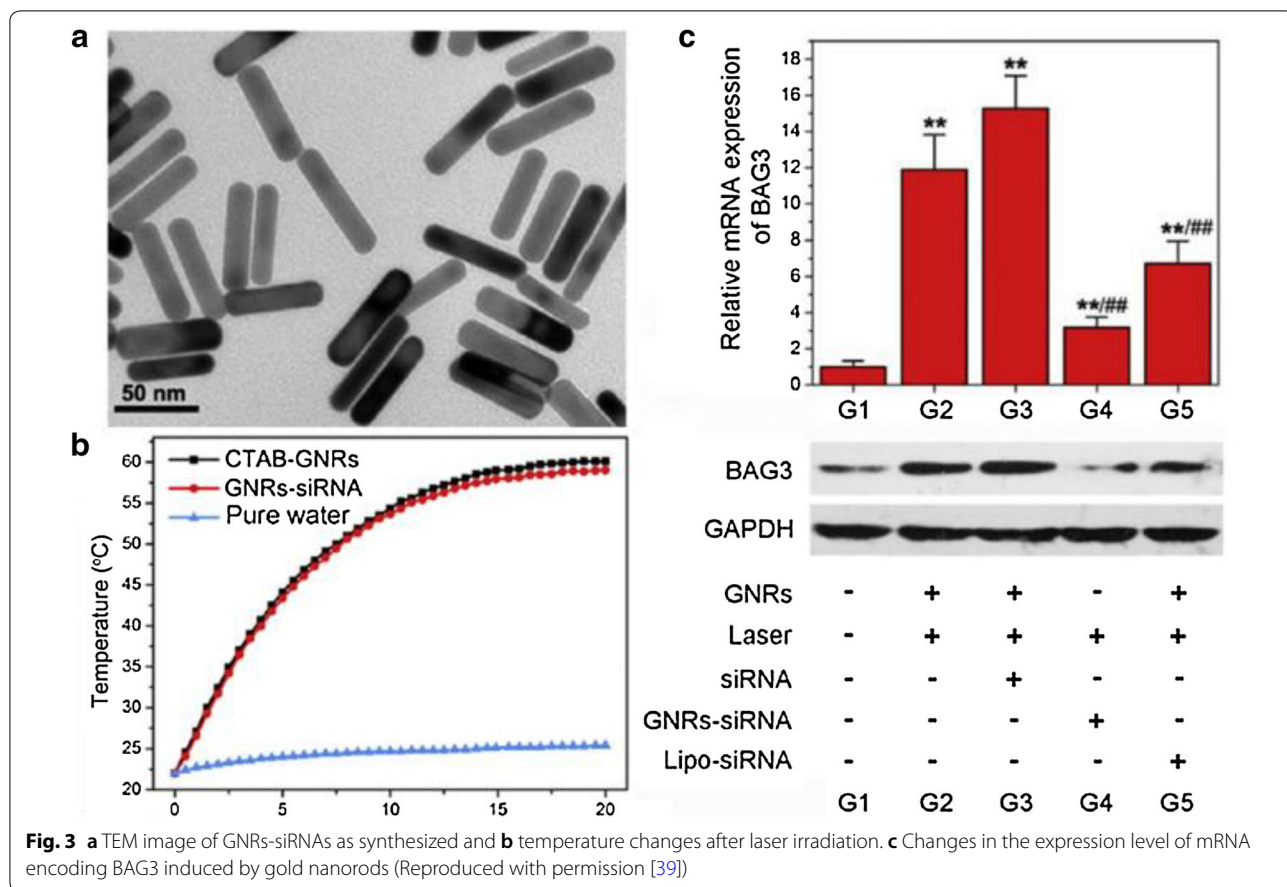 a
50 nm
b
CTAB-GNRs
GNRs-siRNA
Pure water
Temperature (°C)
60
55
50
45
40
35
30
25
20
0
5
10
15
20
c
Relative mRNA expression
of BAG3
18
16
14
12
10
8
6
4
2
0
**
**
**/##
**/##
G1 G2 G3 G4 G5
BAG3
GAPDH
GNRs - + + - +
Laser - + + + +
siRNA - - + - -
GNRs-siRNA - - - + -
Lipo-siRNA - - - - +
G1 G2 G3 G4 G5
Fig. 3 a TEM image of GNRs-siRNAs as synthesized and b temperature changes after laser irradiation. c Changes in the expression level of mRNA
encoding BAG3 induced by gold nanorods (Reproduced with permission [39])